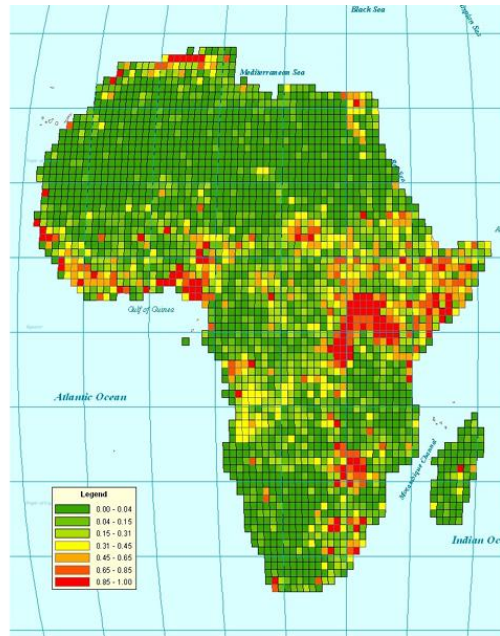 Black Sea
Mediterranean Sea
Gulf of Guinea
Atlantic Ocean
Mozambique Channel
Indian Oc
Legend
0.00 - 0.04
0.04 - 0.15
0.15 - 0.31
0.31 - 0.45
0.45 - 0.65
0.65 - 0.85
0.85 - 1.00